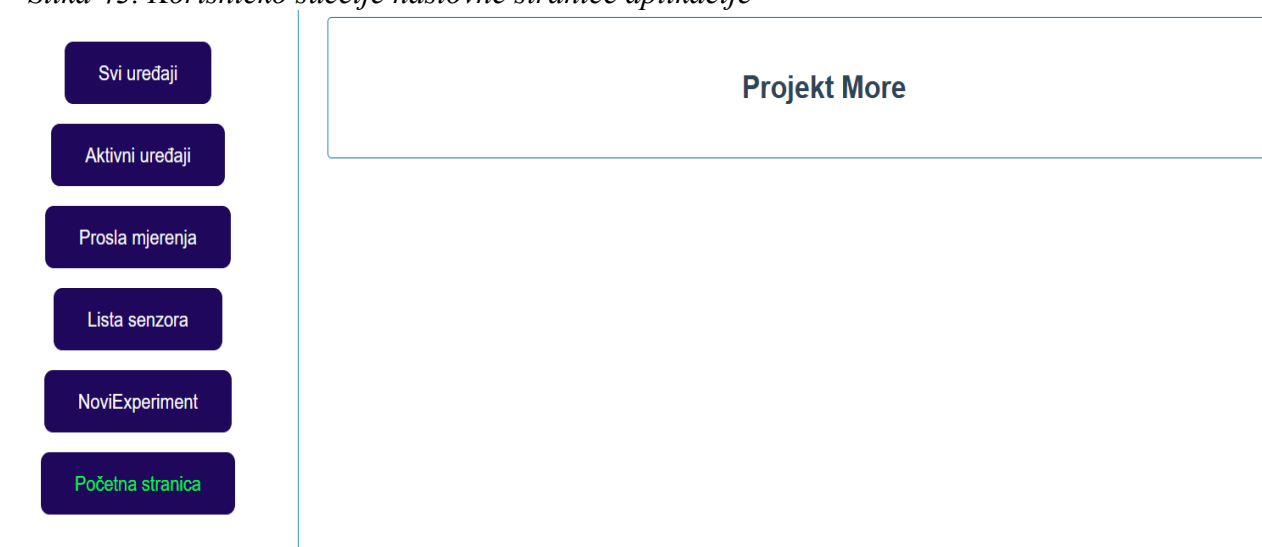 Svi uređaji
Projekt More
Aktivni uređaji
Prosla mjerenja
Lista senzora
NoviExperiment
Početna stranica